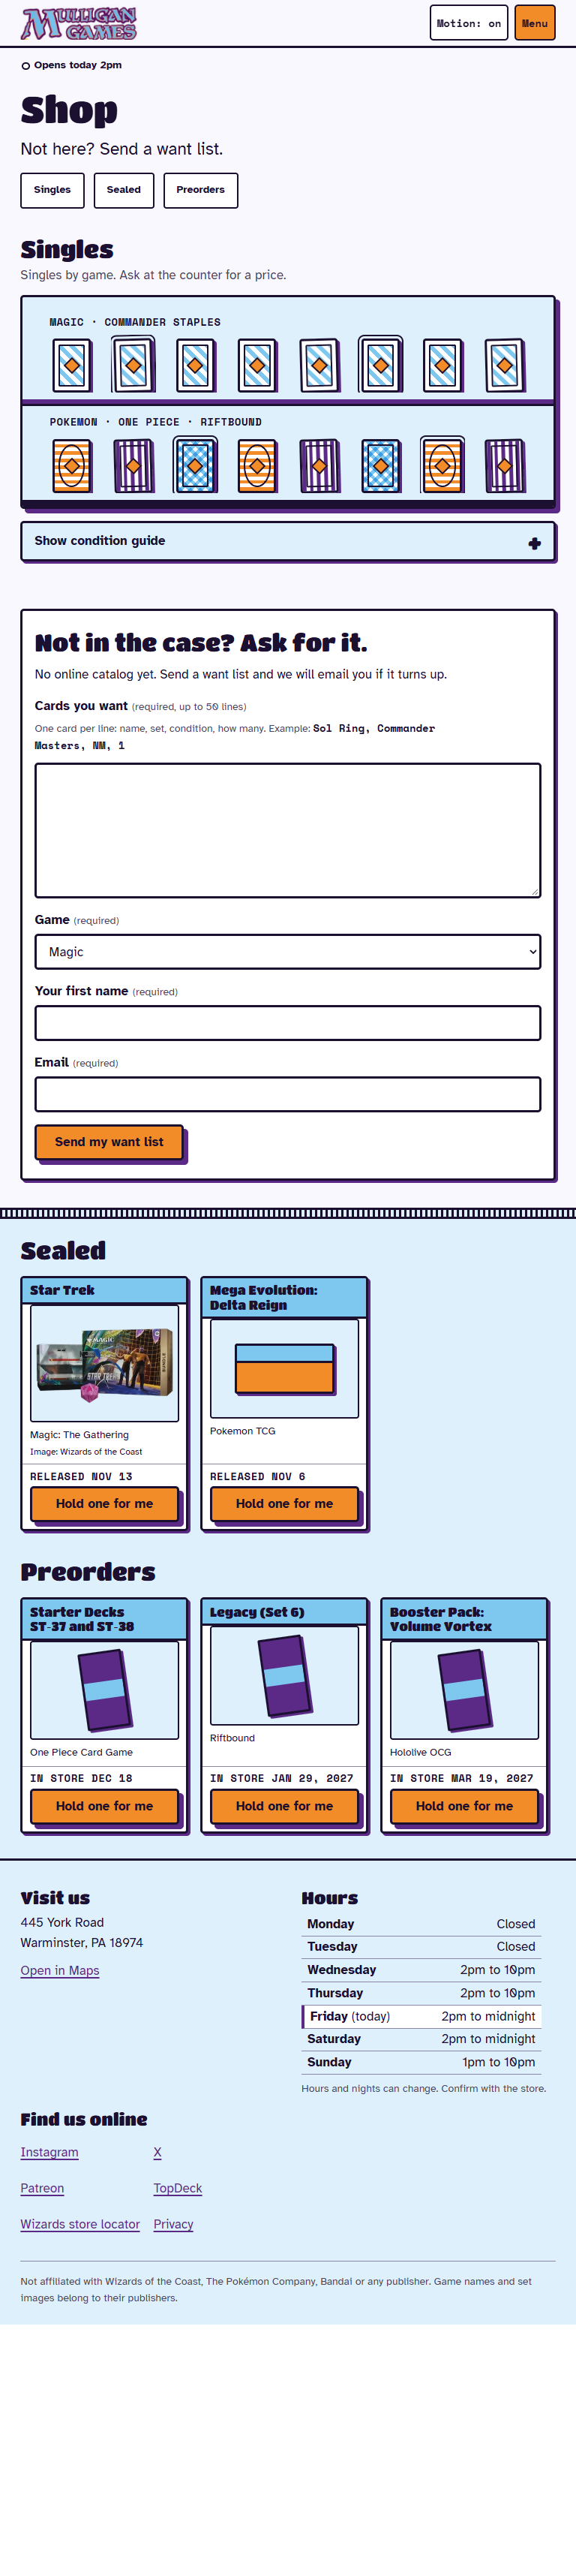 MULLIGAN GAMES
Motion: on
Menu
Opens today 2pm
Shop
Not here? Send a want list.
Singles
Sealed
Preorders
Singles
Singles by game. Ask at the counter for a price.
MAGIC · COMMANDER STAPLES
POKEMON · ONE PIECE · RIFTBOUND
Show condition guide
Not in the case? Ask for it.
No online catalog yet. Send a want list and we will email you if it turns up.
Cards you want (required, up to 50 lines)
One card per line: name, set, condition, how many. Example: Sol Ring, Commander
Masters, NM, 1
Game (required)
Magic
Your first name (required)
Email (required)
Send my want list
Sealed
Star Trek
MAGIC
STAR TREK
Magic: The Gathering
Image: Wizards of the Coast
RELEASED NOV 13
Hold one for me
Mega Evolution:
Delta Reign
Pokemon TCG
RELEASED NOV 6
Hold one for me
Preorders
Starter Decks
ST-37 and ST-38
One Piece Card Game
IN STORE DEC 18
Hold one for me
Legacy (Set 6)
Riftbound
IN STORE JAN 29, 2027
Hold one for me
Booster Pack:
Volume Vortex
Hololive OCG
IN STORE MAR 19, 2027
Hold one for me
Visit us
445 York Road
Warminster, PA 18974
Open in Maps
Hours
Monday Closed
Tuesday Closed
Wednesday 2pm to 10pm
Thursday 2pm to 10pm
Friday (today) 2pm to midnight
Saturday 2pm to midnight
Sunday 1pm to 10pm
Hours and nights can change. Confirm with the store.
Find us online
Instagram
X
Patreon
TopDeck
Wizards store locator
Privacy
Not affiliated with Wizards of the Coast, The Pokémon Company, Bandai or any publisher. Game names and set
images belong to their publishers.